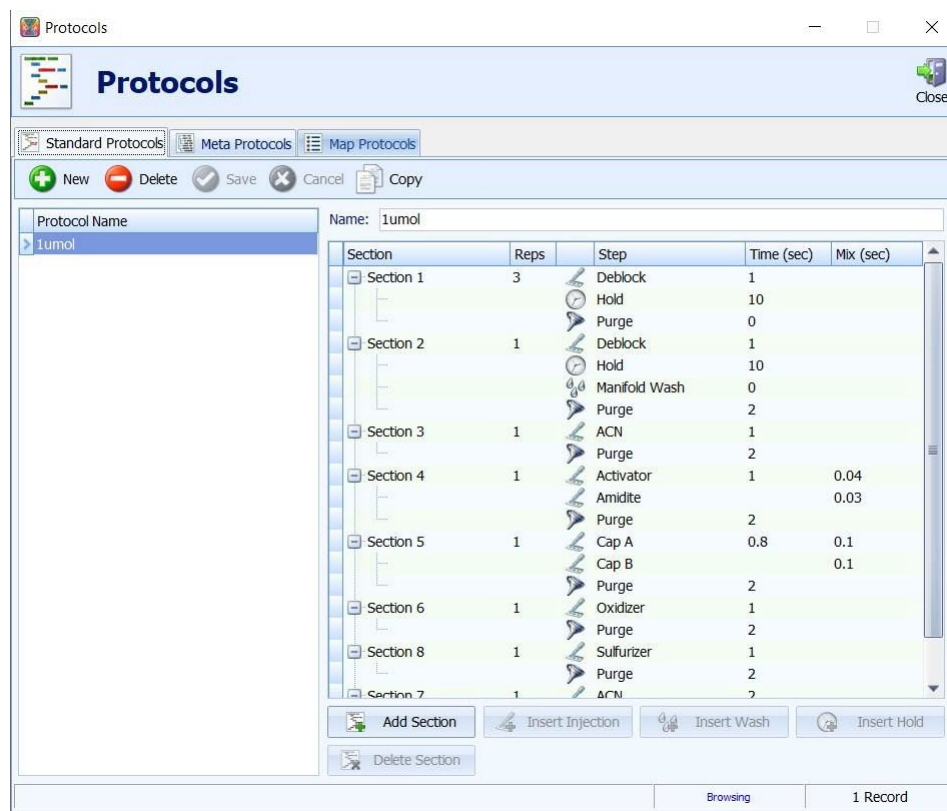 Protocols
Protocols
Close
Standard Protocols Meta Protocols Map Protocols
New Delete Save Cancel Copy
Protocol Name
1umol
Name: 1umol
Section Reps Step Time (sec) Mix (sec)
Section 1 3 Deblock 1
Hold 10
Purge 0
Section 2 1 Deblock 1
Hold 10
Manifold Wash 0
Purge 2
Section 3 1 ACN 1
Purge 2
Section 4 1 Activator 1 0.04
Amidite 0.03
Purge 2
Section 5 1 Cap A 0.8 0.1
Cap B 0.1
Purge 2
Section 6 1 Oxidizer 1
Purge 2
Section 8 1 Sulfurizer 1
Purge 2
Section 7 1 ACN 2
Add Section Insert Injection Insert Wash Insert Hold
Delete Section
Browsing 1 Record